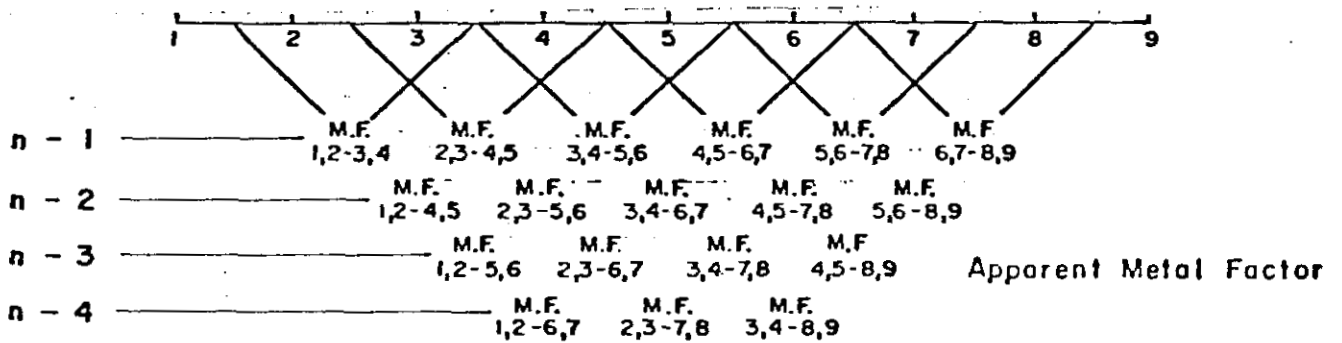 1 2 3 4 5 6 7 8 9
n - 1 M.F. M.F. M.F. M.F. M.F. M.F
1,2-3,4 2,3-4,5 3,4-5,6 4,5-6,7 5,6-7,8 6,7-8,9
n - 2 M.F. M.F. M.F. M.F. M.F.
1,2-4,5 2,3-5,6 3,4-6,7 4,5-7,8 5,6-8,9
n - 3 M.F. M.F. M.F. M.F
1,2-5,6 2,3-6,7 3,4-7,8 4,5-8,9 Apparent Metal Factor
n - 4 M.F. M.F. M.F.
1,2-6,7 2,3-7,8 3,4-8,9